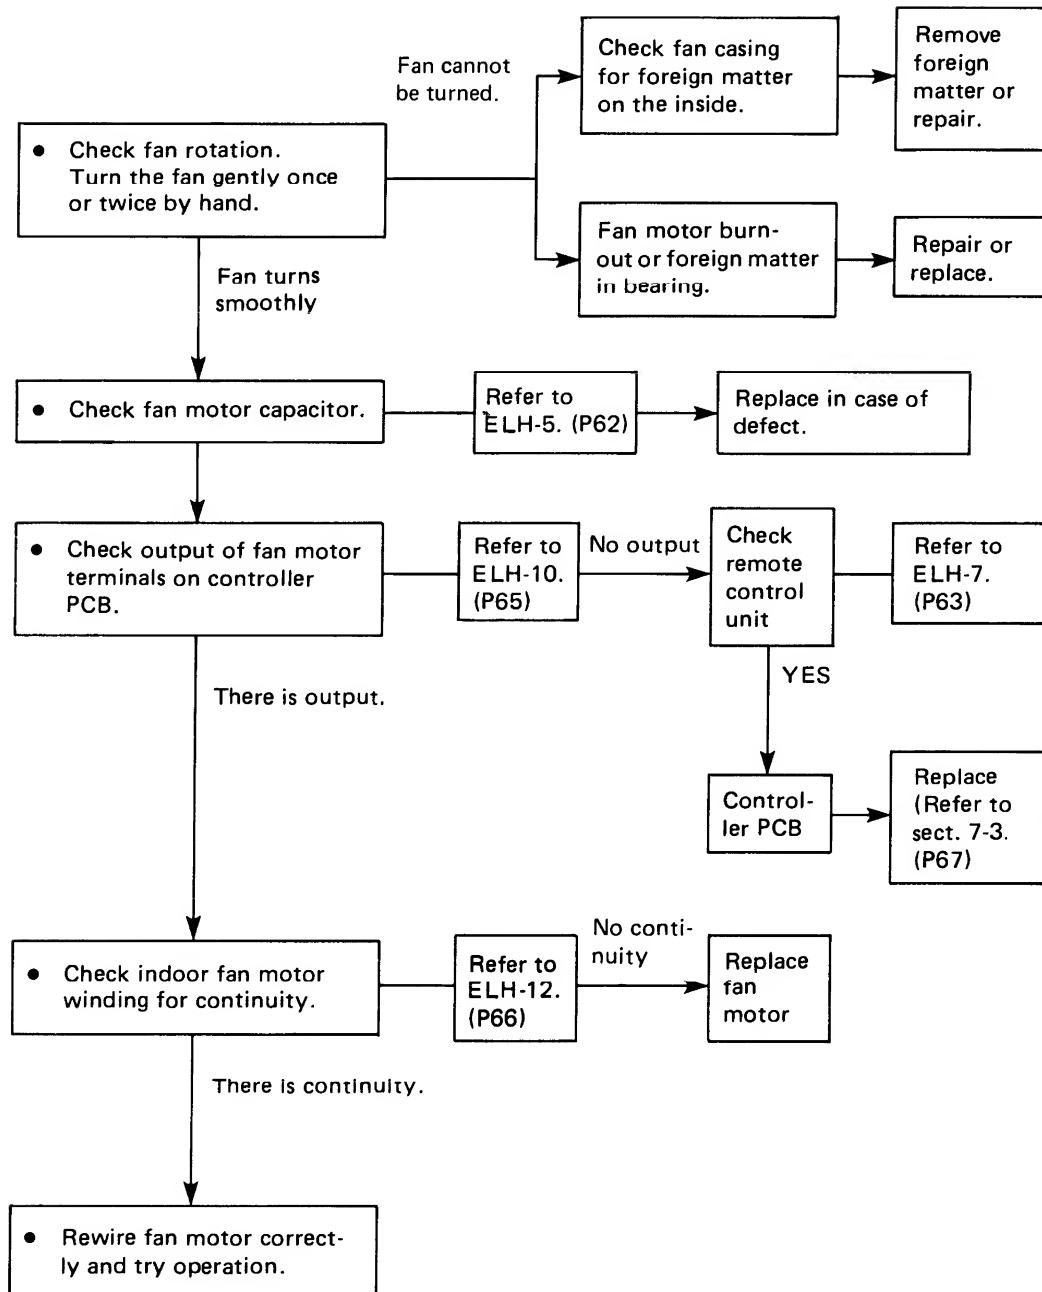 Fan cannot
be turned.
Check fan casing
for foreign matter
on the inside.
Remove
foreign
matter or
repair.
● Check fan rotation.
Turn the fan gently once
or twice by hand.
Fan motor burn-
out or foreign matter
in bearing.
Repair or
replace.
Fan turns
smoothly
● Check fan motor capacitor.
Refer to
ELH-5. (P62)
Replace in case of
defect.
● Check output of fan motor
terminals on controller
PCB.
Refer to
ELH-10.
(P65)
No output
Check
remote
control
unit
Refer to
ELH-7.
(P63)
YES
There is output.
Control-
ler PCB
Replace
(Refer to
sect. 7-3.
(P67)
● Check indoor fan motor
winding for continuity.
Refer to
ELH-12.
(P66)
No conti-
nuity
Replace
fan
motor
There is continuity.
● Rewire fan motor correct-
ly and try operation.